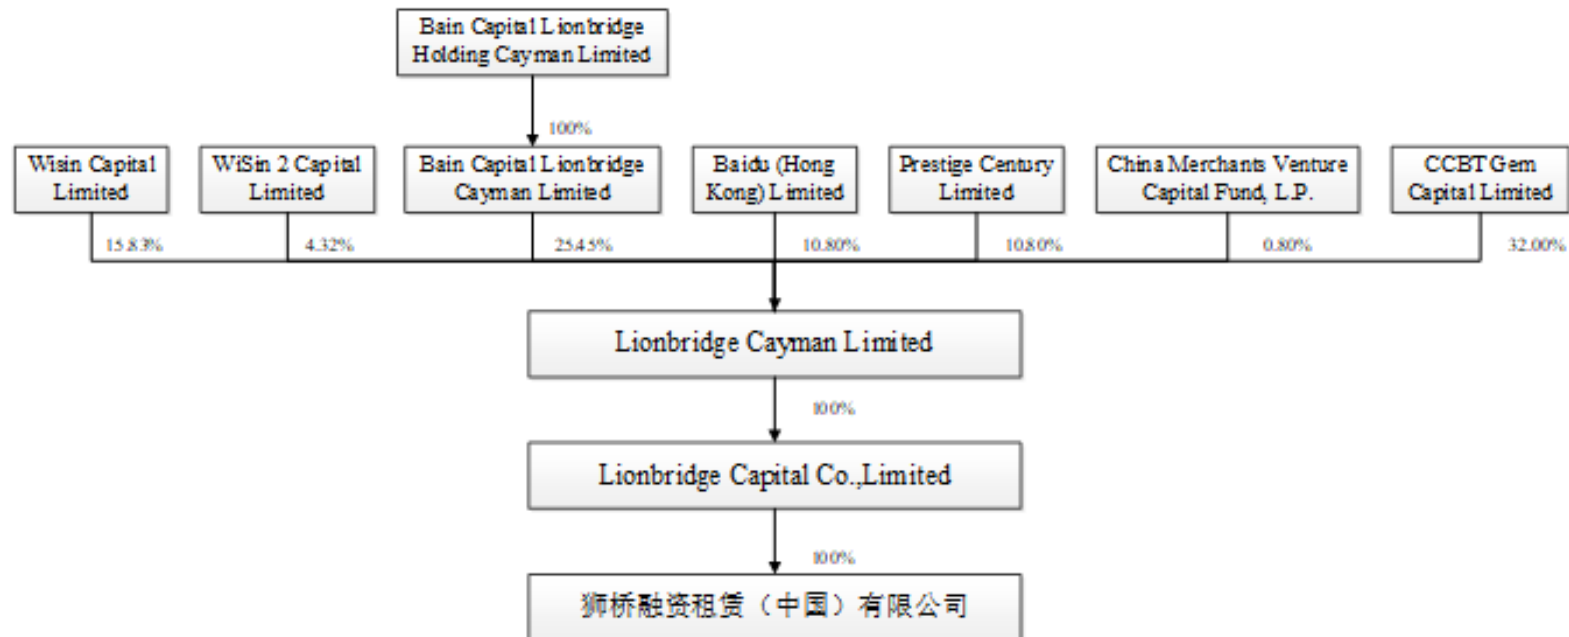 Bain Capital Lionbridge
Holding Cayman Limited
100%
Wisin Capital
Limited
WiSin 2 Capital
Limited
Bain Capital Lionbridge
Cayman Limited
Baidu (Hong
Kong) Limited
Prestige Century
Limited
China Merchants Venture
Capital Fund, L.P.
CCBT Gem
Capital Limited
15.83%
4.32%
25.45%
10.80%
10.80%
0.80%
32.00%
Lionbridge Cayman Limited
100%
Lionbridge Capital Co.,Limited
100%
狮桥融资租赁（中国）有限公司